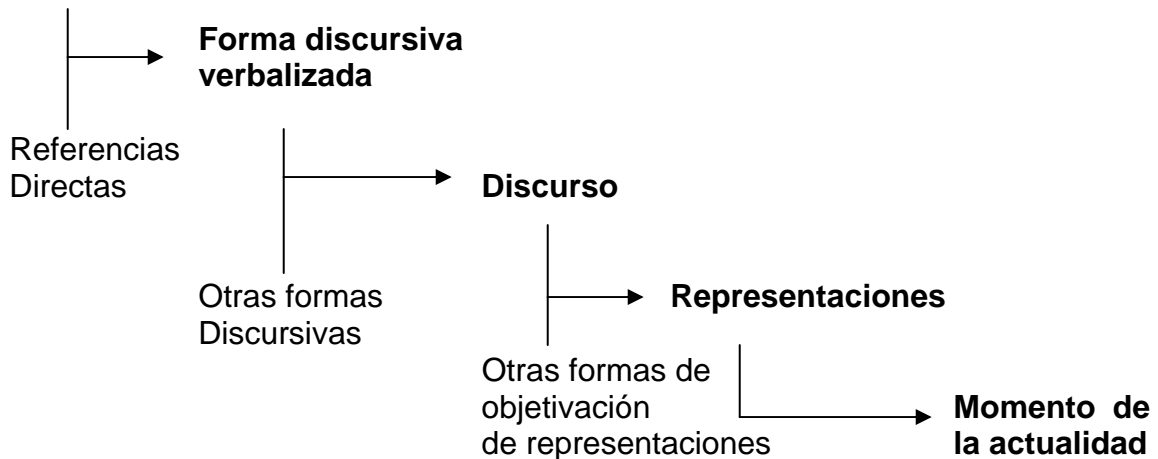 Forma discursiva
verbalizada
Referencias
Directas
Discurso
Otras formas
Discursivas
Representaciones
Otras formas de
objetivación
de representaciones
Momento de
la actualidad